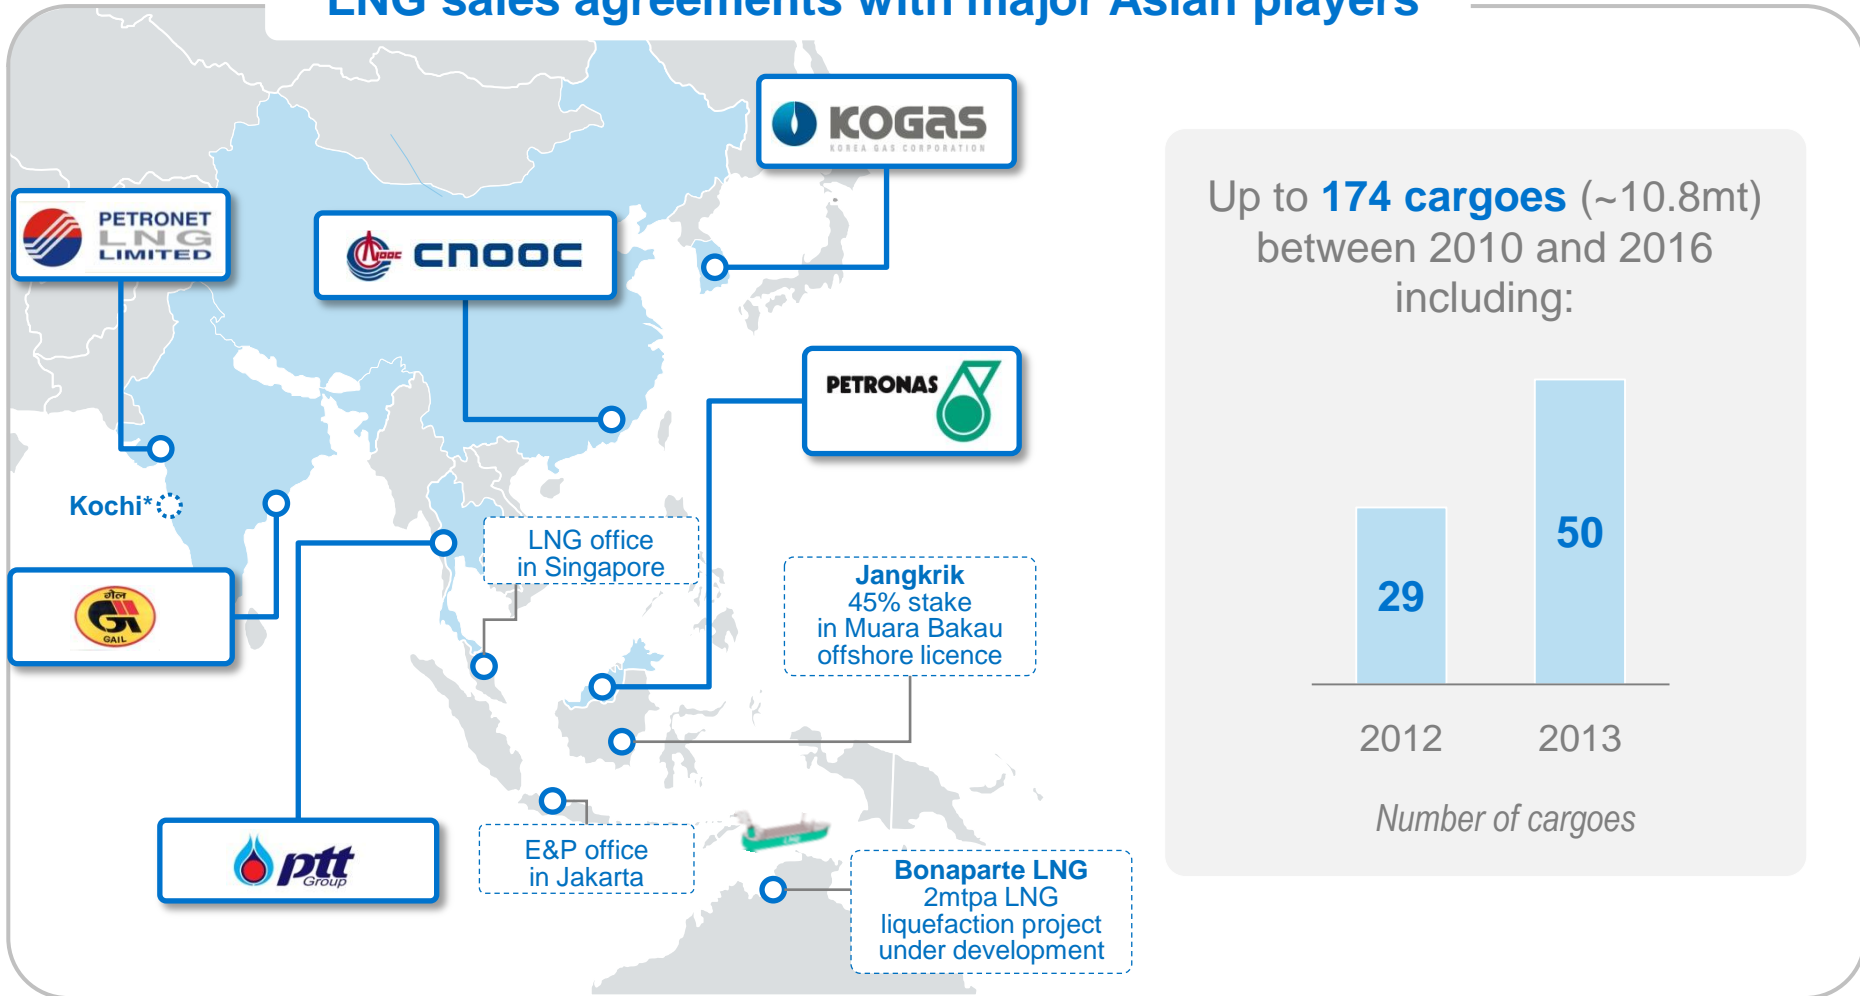 LNG sales agreements with major Asian players
KOGAS
KOREA GAS CORPORATION
PETRONET
LNG
LIMITED
CNOOC
cnooc
PETRONAS
Kochi*
LNG office
in Singapore
Jangkrik
45% stake
in Muara Bakau
offshore licence
गेल
GAIL
ptt
Group
E&P office
in Jakarta
LNG
Bonaparte LNG
2mtpa LNG
liquefaction project
under development
Up to 174 cargoes (~10.8mt)
between 2010 and 2016
including:
50
29
2012 2013
Number of cargoes